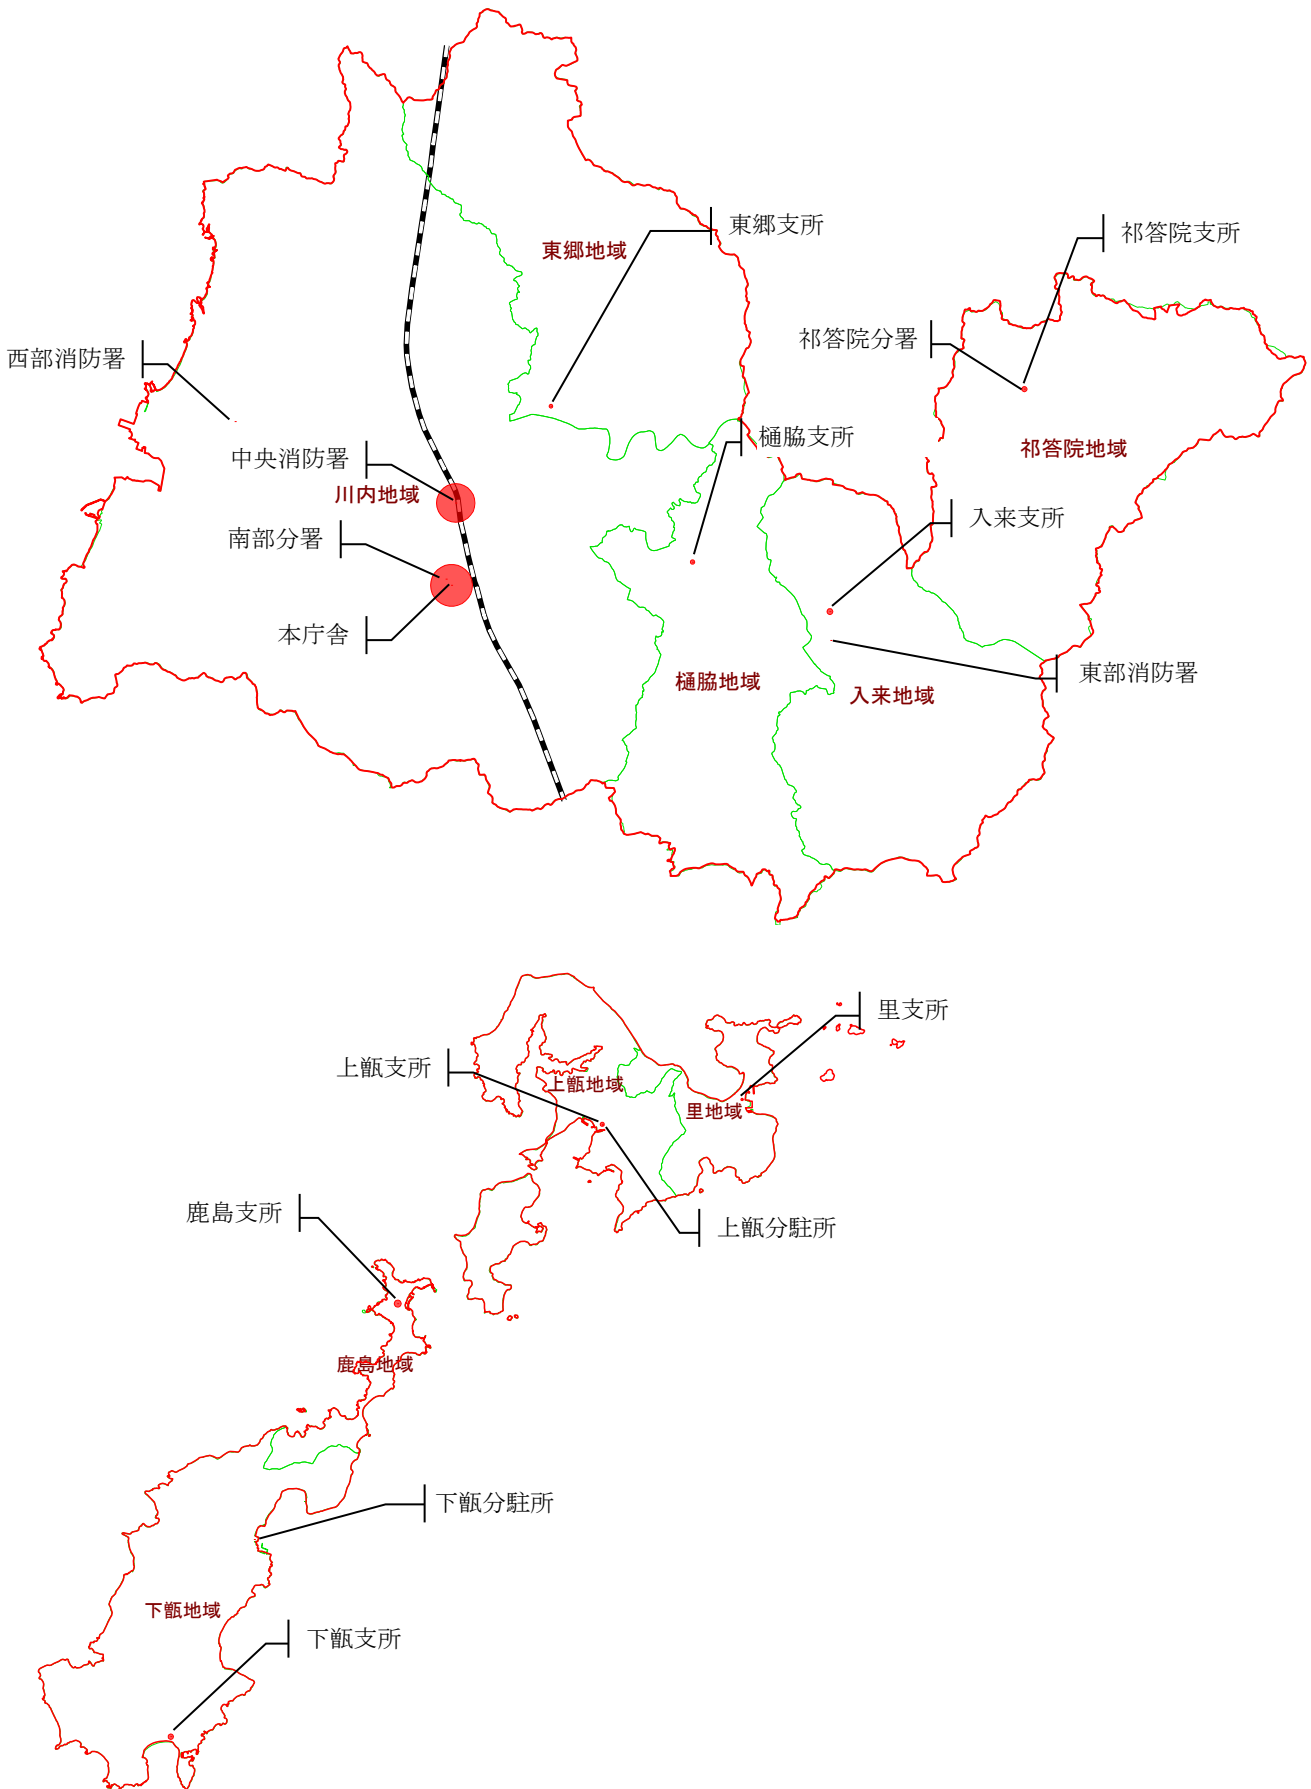 東郷支所
祁答院支所
東郷地域
祁答院分署
西部消防署
樋脇支所
祁答院地域
中央消防署
川内地域
入来支所
南部分署
本庁舎
東部消防署
樋脇地域
入来地域
里支所
上甑支所
上甑地域
里地域
鹿島支所
上甑分駐所
鹿島地域
下甑分駐所
下甑地域
下甑支所